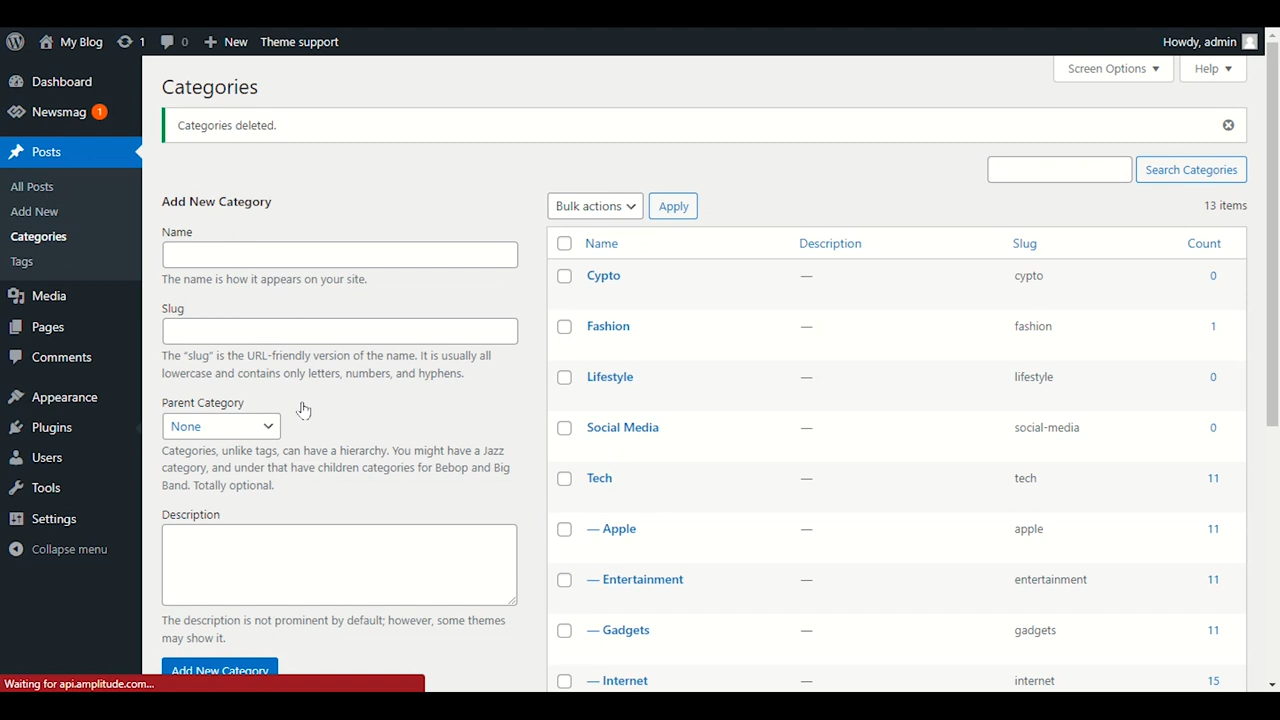 My Blog 1 0 New Theme support Howdy, admin
Dashboard
Newsmag 1
Posts
All Posts
Add New
Categories
Tags
Media
Pages
Comments
Appearance
Plugins
Users
Tools
Settings
Collapse menu
Screen Options Help
Categories
Categories deleted.
Search Categories
Add New Category
Name
The name is how it appears on your site.
Slug
The "slug" is the URL-friendly version of the name. It is usually all
lowercase and contains only letters, numbers, and hyphens.
Parent Category
None
Categories, unlike tags, can have a hierarchy. You might have a Jazz
category, and under that have children categories for Bebop and Big
Band. Totally optional.
Description
The description is not prominent by default; however, some themes
may show it.
Add New Category
Bulk actions Apply 13 items
Name Description Slug Count
Cypto — cypto 0
Fashion — fashion 1
Lifestyle — lifestyle 0
Social Media — social-media 0
Tech — tech 11
— Apple — apple 11
— Entertainment — entertainment 11
— Gadgets — gadgets 11
— Internet — internet 15
Waiting for api.amplitude.com...